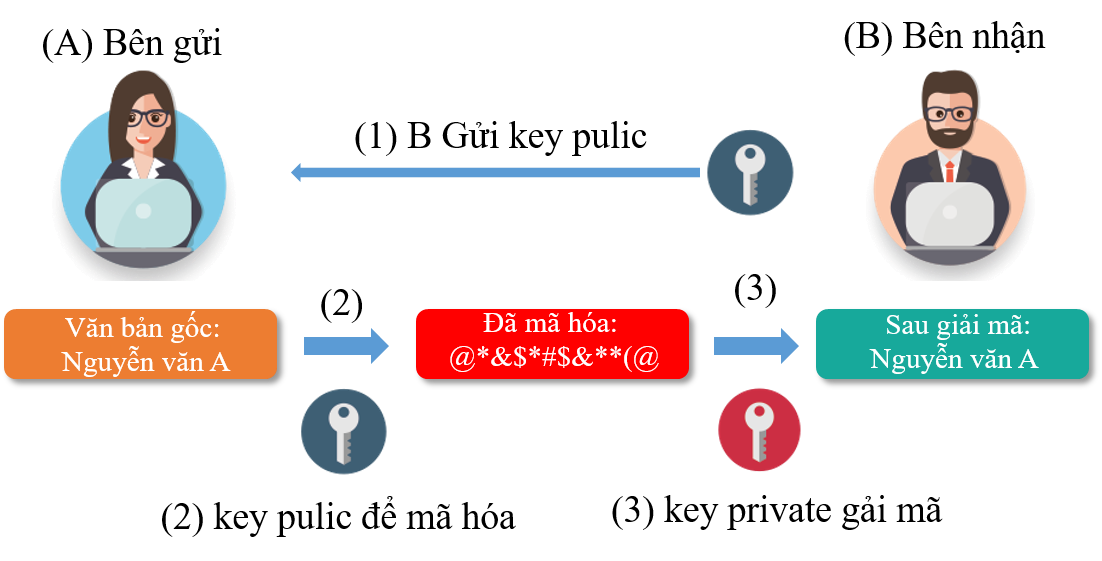 (A) Bên gửi
(B) Bên nhận
(1) B Gửi key pulic
(2)
(3)
Văn bản gốc:
Nguyễn văn A
Đã mã hóa:
@*&$*#$&**(@
Sau giải mã:
Nguyễn văn A
(2) key pulic để mã hóa
(3) key private gải mã